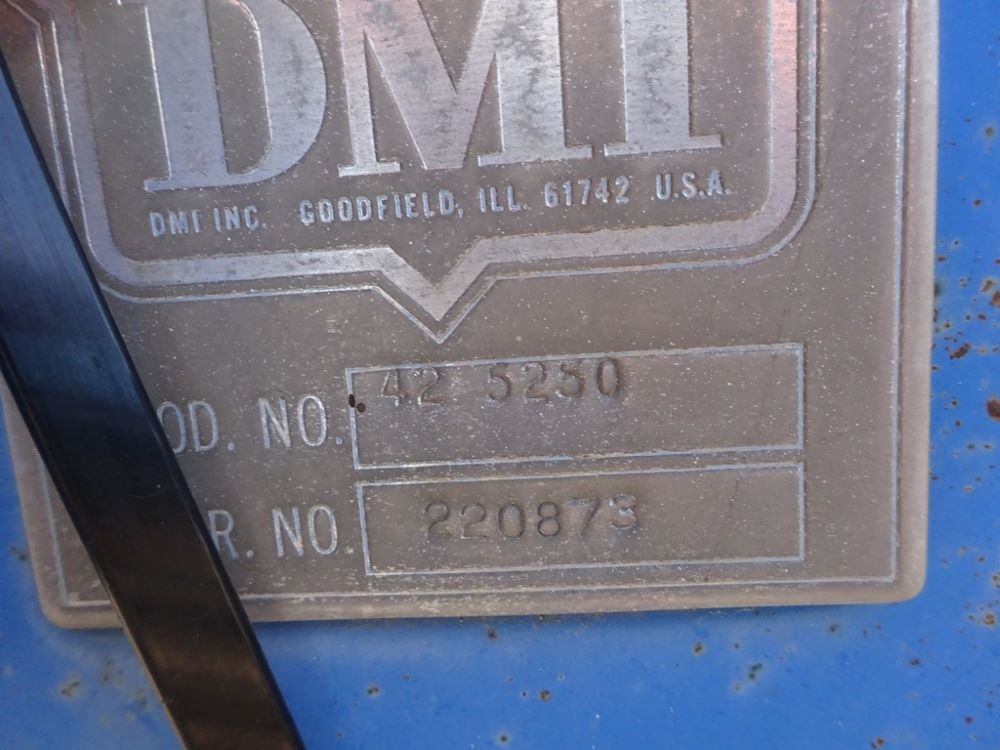 DMI
DMI INC. GOODFIELD, ILL. 61742 U.S.A.
OD. NO. 42 5250
R. NO. 220873